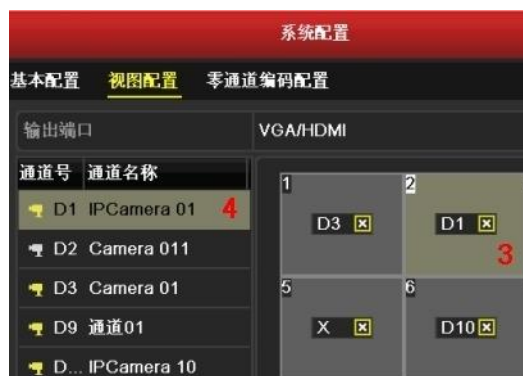 系统配置
基本配置 视图配置 零通道编码配置
输出端口 VGA/HDMI
通道号 通道名称
D1 IPCamera 01 4
D2 Camera 011
D3 Camera 01
D9 通道01
D... IPCamera 10
1 2
D3 D1
3
5 6
X D10